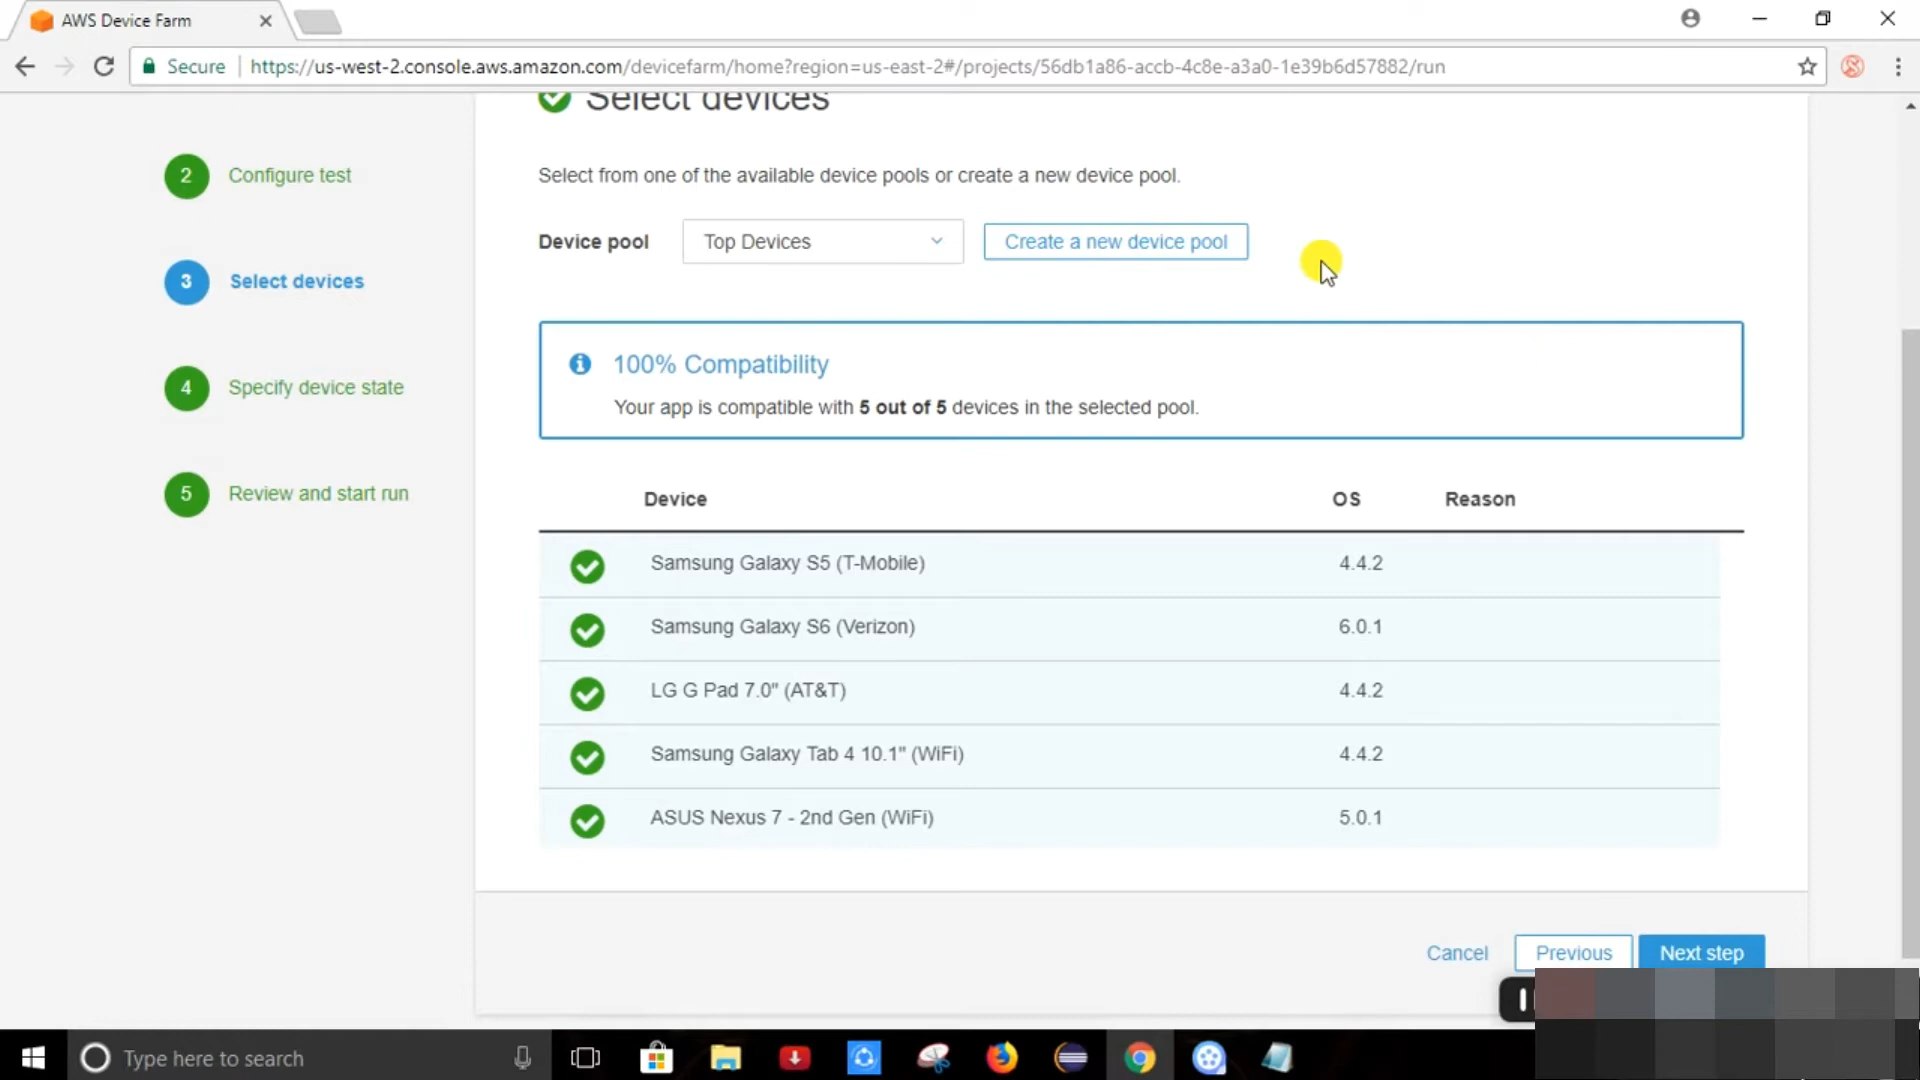 AWS Device Farm
Secure https://us-west-2.console.aws.amazon.com/devicefarm/home?region=us-east-2#/projects/56db1a86-accb-4c8e-a3a0-1e39b6d57882/run
2 Configure test
3 Select devices
4 Specify device state
5 Review and start run
Select devices
Select from one of the available device pools or create a new device pool.
Device pool Top Devices Create a new device pool
100% Compatibility
Your app is compatible with 5 out of 5 devices in the selected pool.
Device OS Reason
Samsung Galaxy S5 (T-Mobile) 4.4.2
Samsung Galaxy S6 (Verizon) 6.0.1
LG G Pad 7.0" (AT&T) 4.4.2
Samsung Galaxy Tab 4 10.1" (WiFi) 4.4.2
ASUS Nexus 7 - 2nd Gen (WiFi) 5.0.1
Cancel Previous Next step
Type here to search